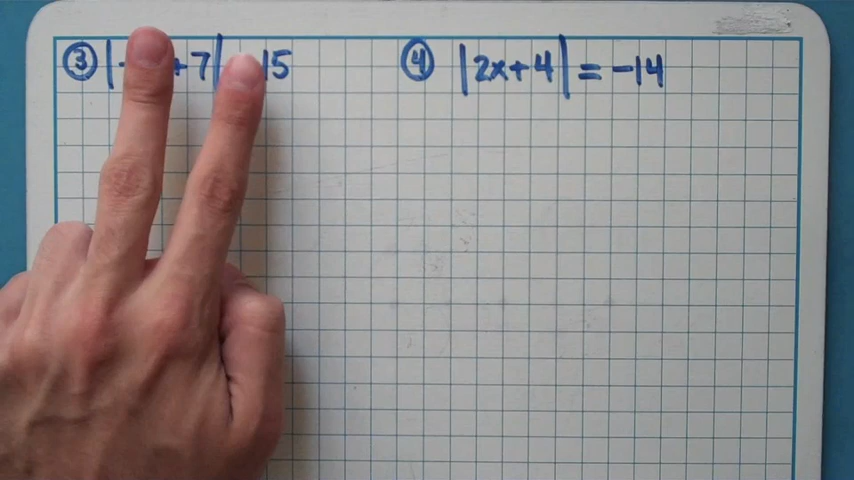 ③ | + 7 | 15
④ |2x+4| = -14